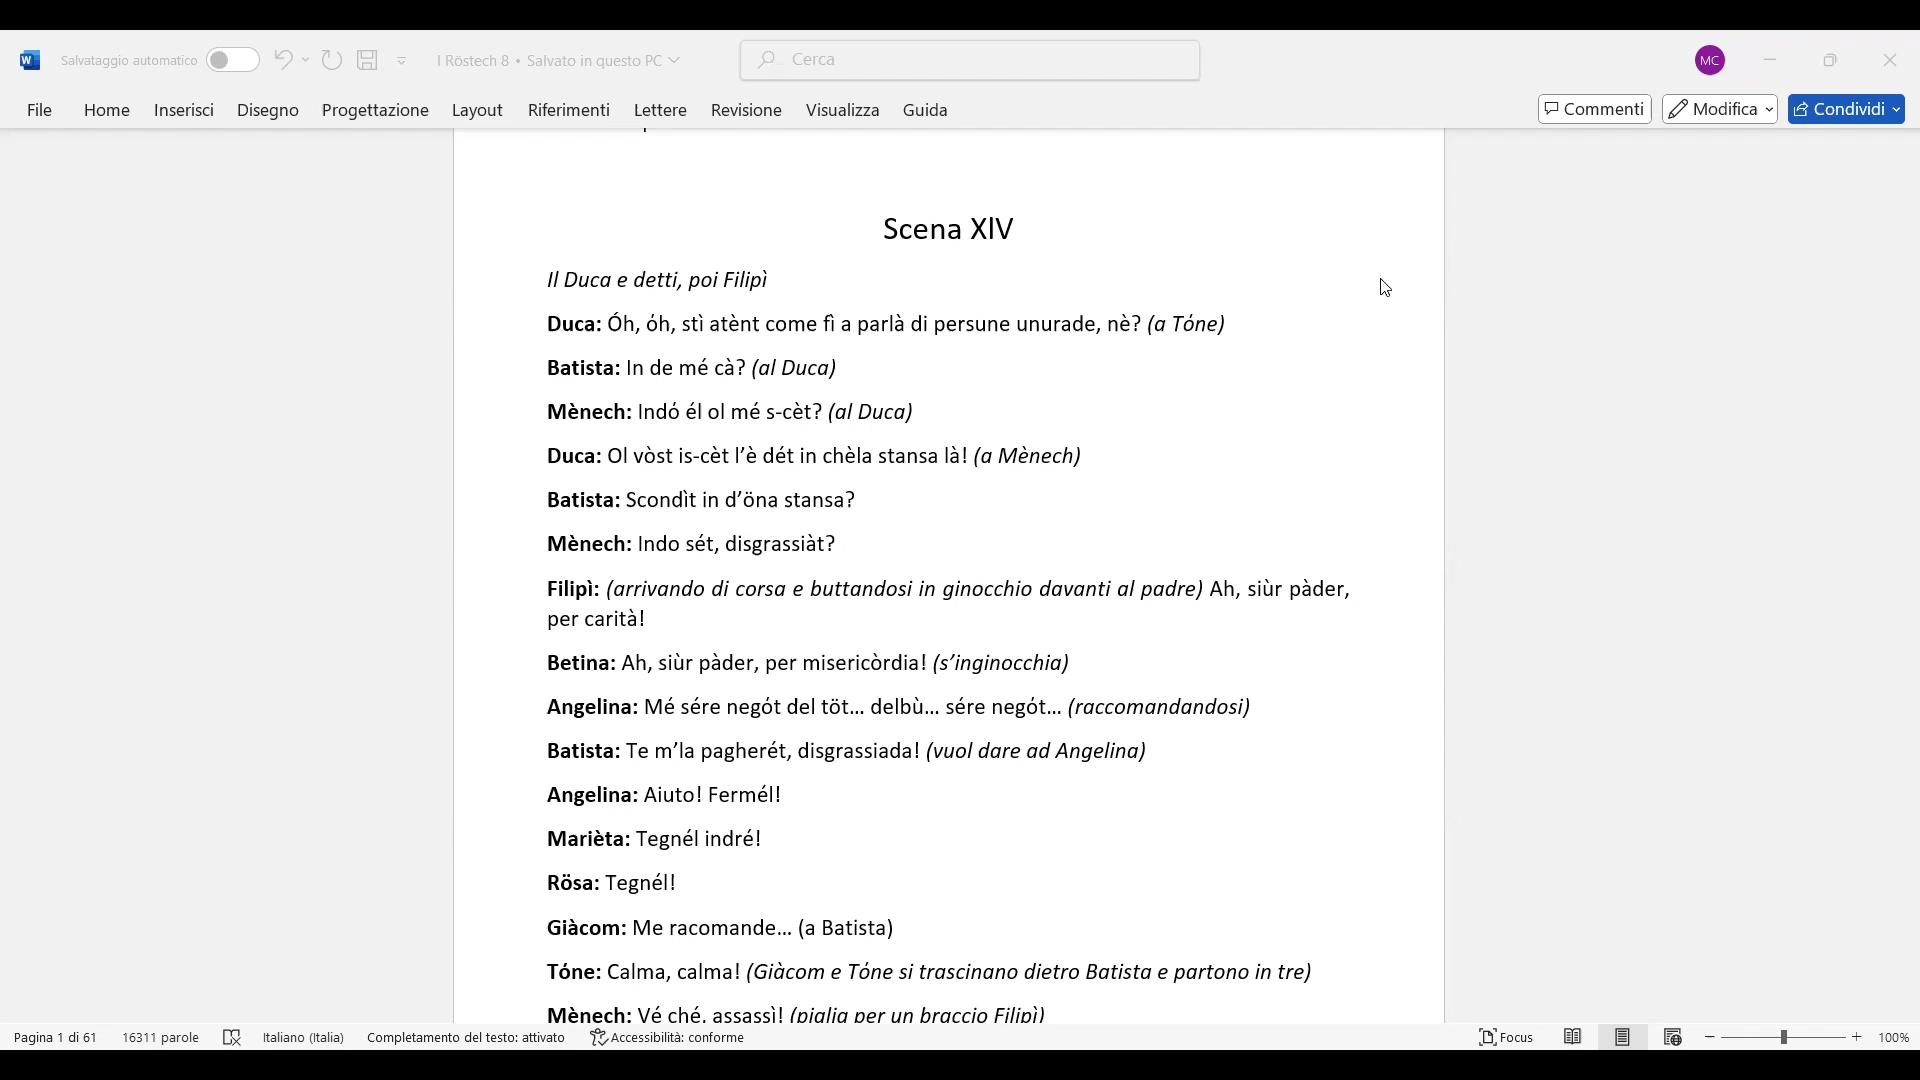 Salvataggio automatico
I Röstech 8 • Salvato in questo PC
Cerca
MC
File Home Inserisci Disegno Progettazione Layout Riferimenti Lettere Revisione Visualizza Guida
Commenti Modifica Condividi
Scena XlV
Il Duca e detti, poi Filipì
Duca: Óh, óh, stì atènt come fì a parlà di persune unurade, nè? (a Tóne)
Batista: In de mé cà? (al Duca)
Mènech: Indó él ol mé s-cèt? (al Duca)
Duca: Ol vòst is-cèt l’è dét in chèla stansa là! (a Mènech)
Batista: Scondìt in d’öna stansa?
Mènech: Indo sét, disgrassiàt?
Filipì: (arrivando di corsa e buttandosi in ginocchio davanti al padre) Ah, siùr pàder,
per carità!
Betina: Ah, siùr pàder, per misericòrdia! (s’inginocchia)
Angelina: Mé sére negót del töt… delbù… sére negót… (raccomandandosi)
Batista: Te m’la pagherét, disgrassiada! (vuol dare ad Angelina)
Angelina: Aiuto! Fermél!
Marièta: Tegnél indré!
Rösa: Tegnél!
Giàcom: Me racomande… (a Batista)
Tóne: Calma, calma! (Giàcom e Tóne si trascinano dietro Batista e partono in tre)
Mènech: Vé ché, assassì! (piglia per un braccio Filipì)
Pagina 1 di 61 16311 parole Italiano (Italia) Completamento del testo: attivato Accessibilità: conforme Focus 100%